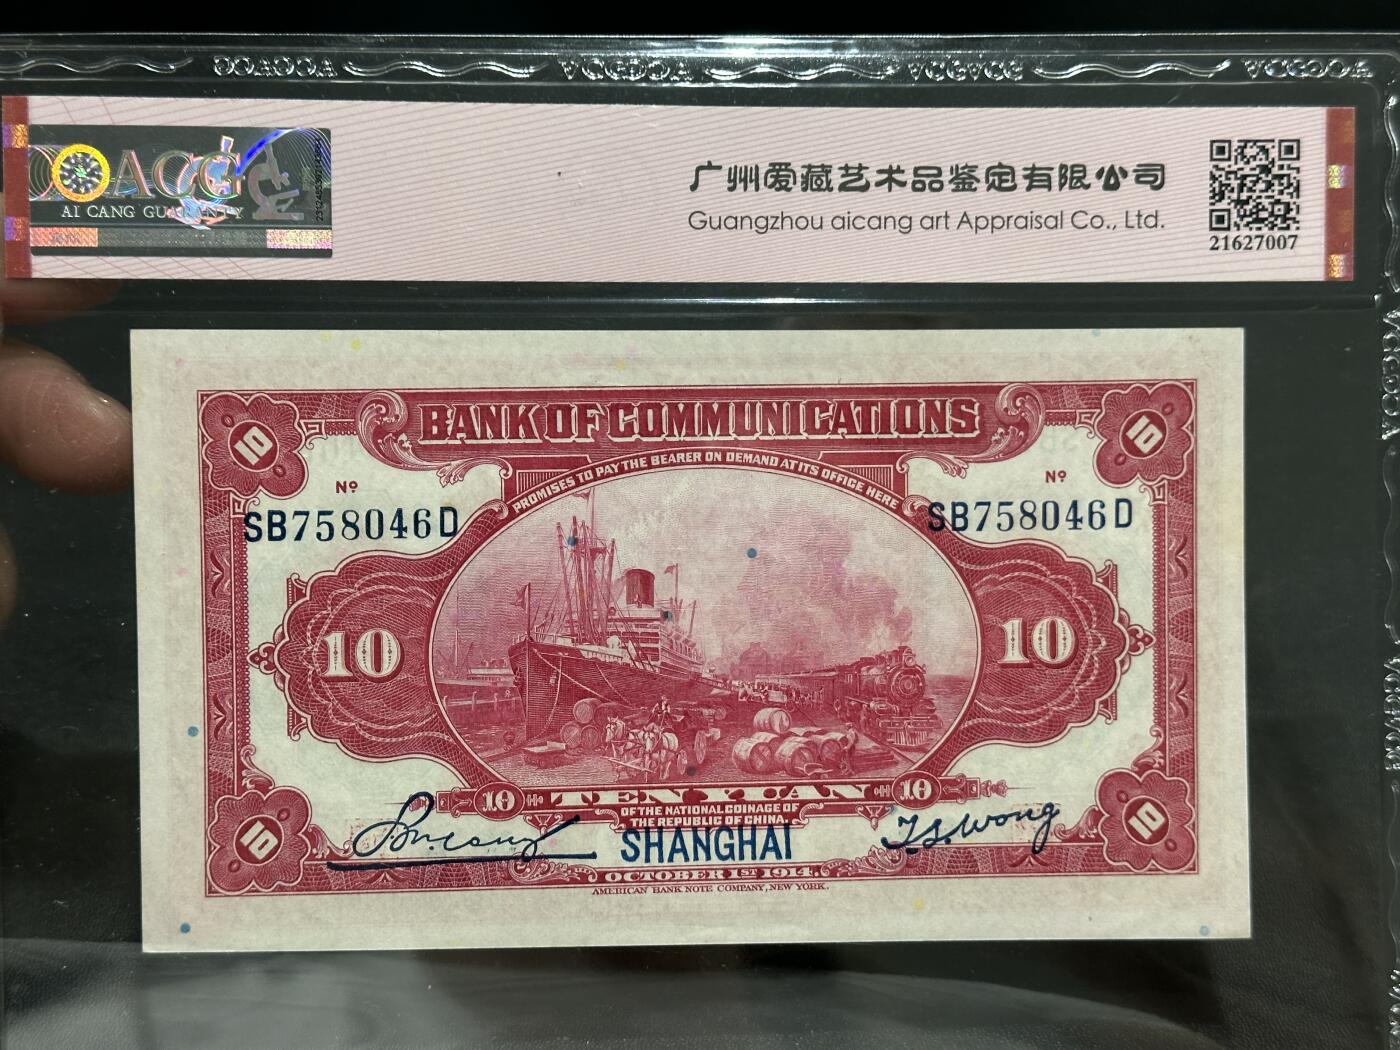 ACG
AI CANG GUARANTY
广州爱藏艺术品鉴定有限公司
Guangzhou aicang art Appraisal Co., Ltd.
21627007
BANK OF COMMUNICATIONS
PROMISES TO PAY THE BEARER ON DEMAND AT ITS OFFICE HERE
10
10
Nº
Nº
SB758046D
SB758046D
10
10
10 TEN YUAN 10
OF THE NATIONAL COINAGE OF
THE REPUBLIC OF CHINA.
SHANGHAI
T.S. Wong
10
10
OCTOBER 1ST 1914.
AMERICAN BANK NOTE COMPANY, NEW YORK.